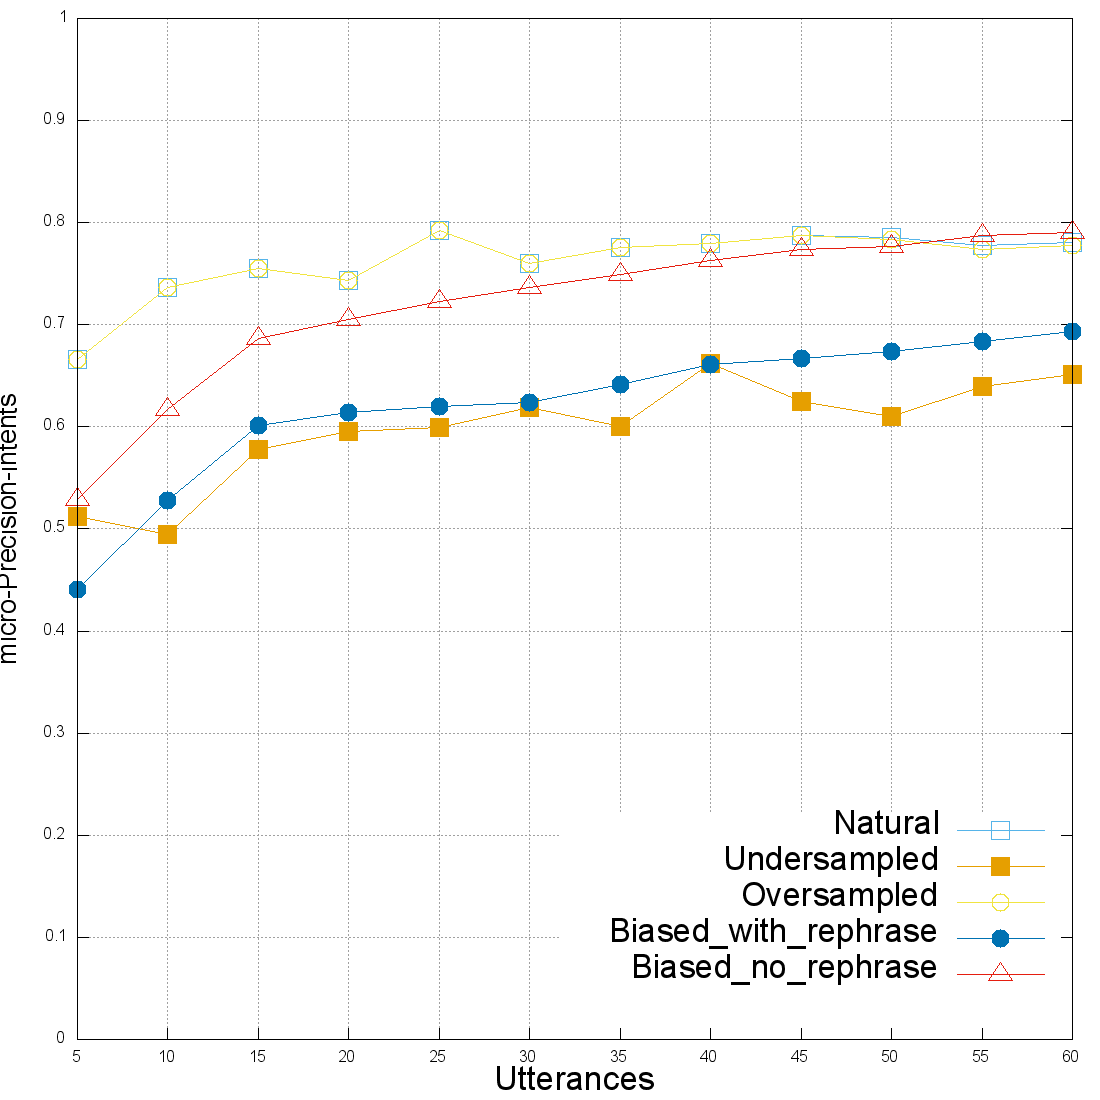 1
0.9
0.8
0.7
0.6
0.5
0.4
0.3
0.2
0.1
0
micro-Precision-intents
Natural
Undersampled
Oversampled
Biased_with_rephrase
Biased_no_rephrase
5 10 15 20 25 30 35 40 45 50 55 60
Utterances